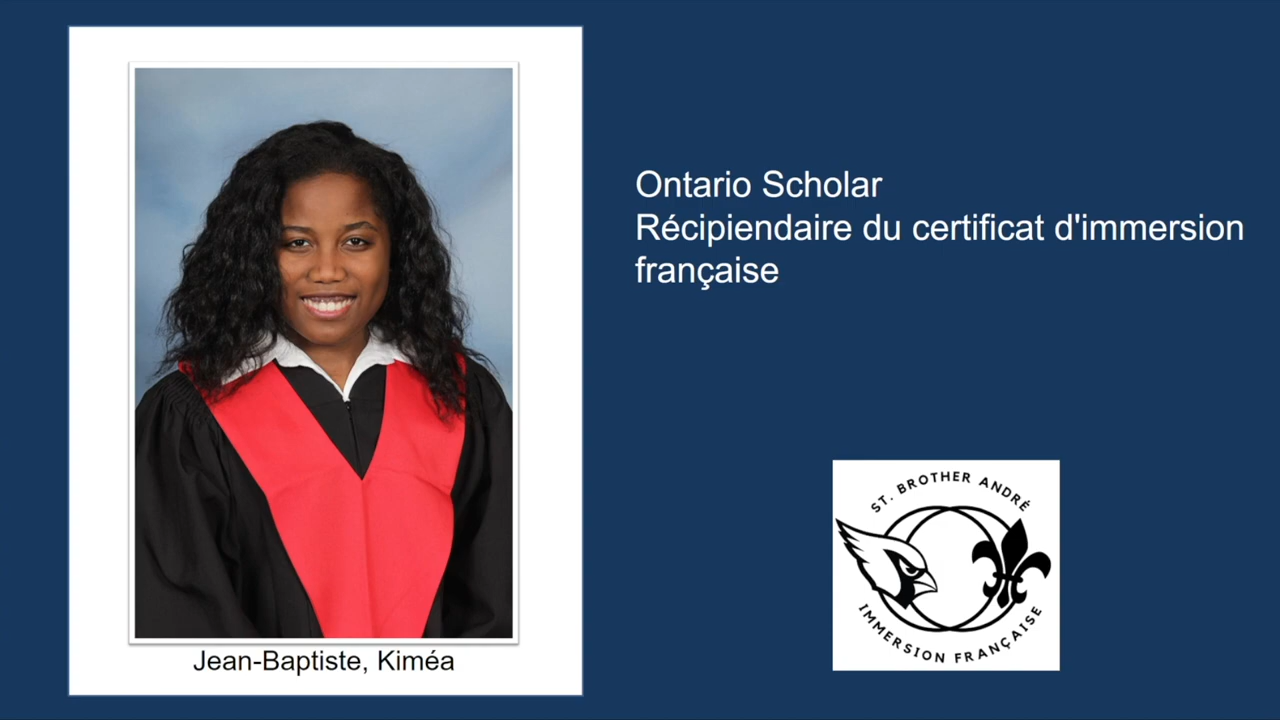 Ontario Scholar
Récipiendaire du certificat d'immersion
française
Jean-Baptiste, Kiméa
ST. BROTHER ANDRÉ
IMMERSION FRANÇAISE